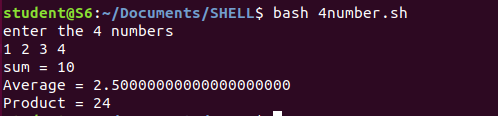 student@S6:~/Documents/SHELL$ bash 4number.sh
enter the 4 numbers
1 2 3 4
sum = 10
Average = 2.50000000000000000000
Product = 24